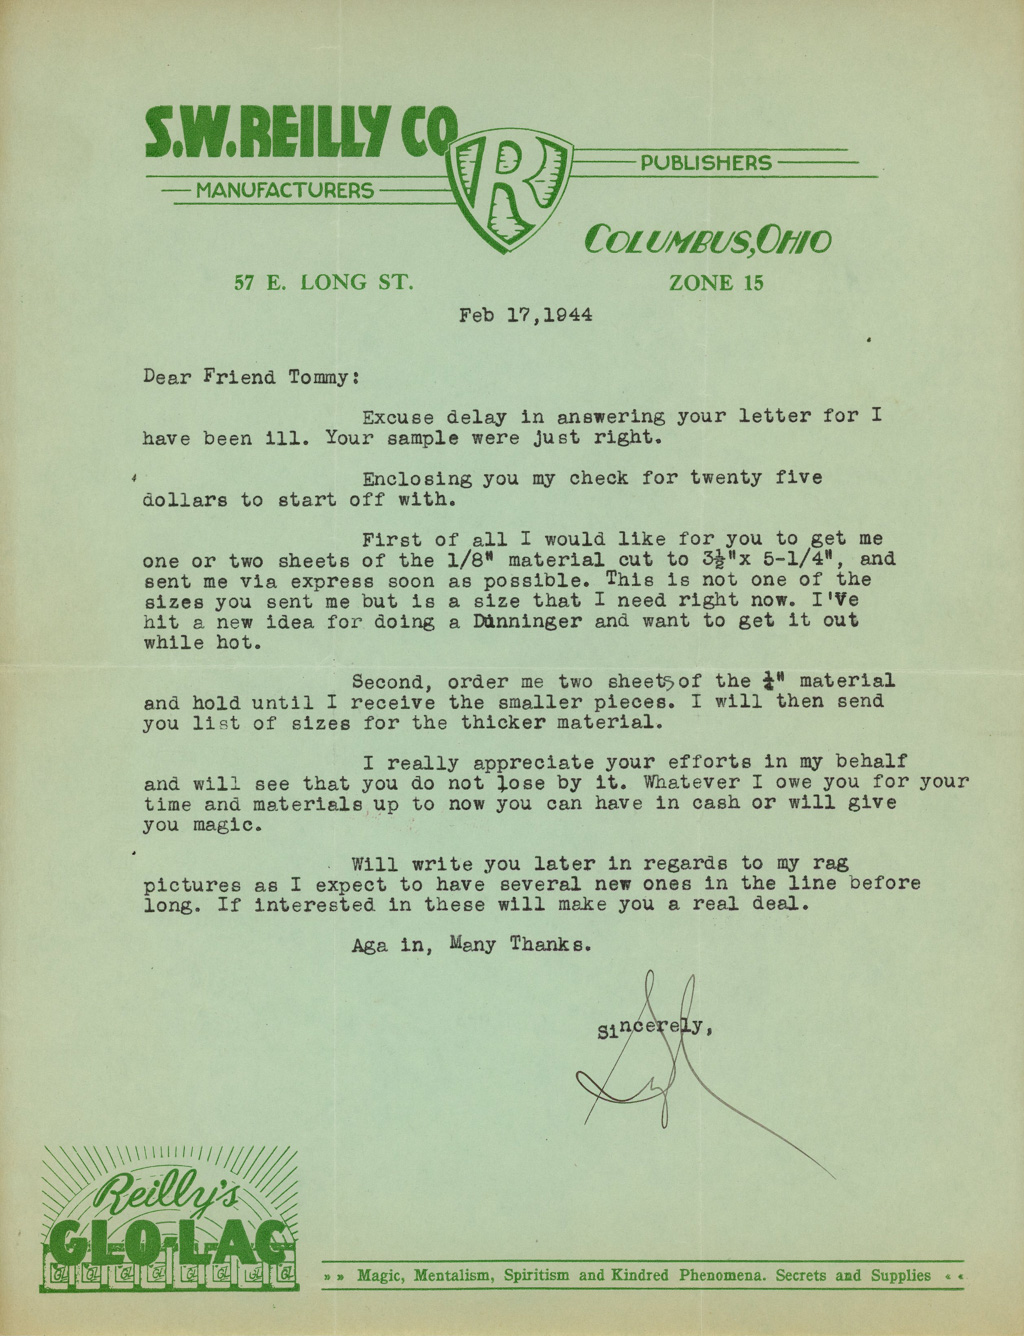 S.W.REILLY CO
R
PUBLISHERS
MANUFACTURERS
COLUMBUS, OHIO
57 E. LONG ST.
ZONE 15
Feb 17,1944
Dear Friend Tommy:
Excuse delay in answering your letter for I
have been ill. Your sample were just right.
Enclosing you my check for twenty five
dollars to start off with.
First of all I would like for you to get me
one or two sheets of the 1/8" material cut to 3½"x 5-1/4", and
sent me via express soon as possible. This is not one of the
sizes you sent me but is a size that I need right now. I'Ve
hit a new idea for doing a Dunninger and want to get it out
while hot.
Second, order me two sheets of the ¼" material
and hold until I receive the smaller pieces. I will then send
you list of sizes for the thicker material.
I really appreciate your efforts in my behalf
and will see that you do not lose by it. Whatever I owe you for your
time and materials up to now you can have in cash or will give
you magic.
Will write you later in regards to my rag
pictures as I expect to have several new ones in the line before
long. If interested in these will make you a real deal.
Aga in, Many Thanks.
Sincerely,
Reilly's
GLO-LAC
GL GL GL GL GL GL GL GL
» » Magic, Mentalism, Spiritism and Kindred Phenomena. Secrets and Supplies « «